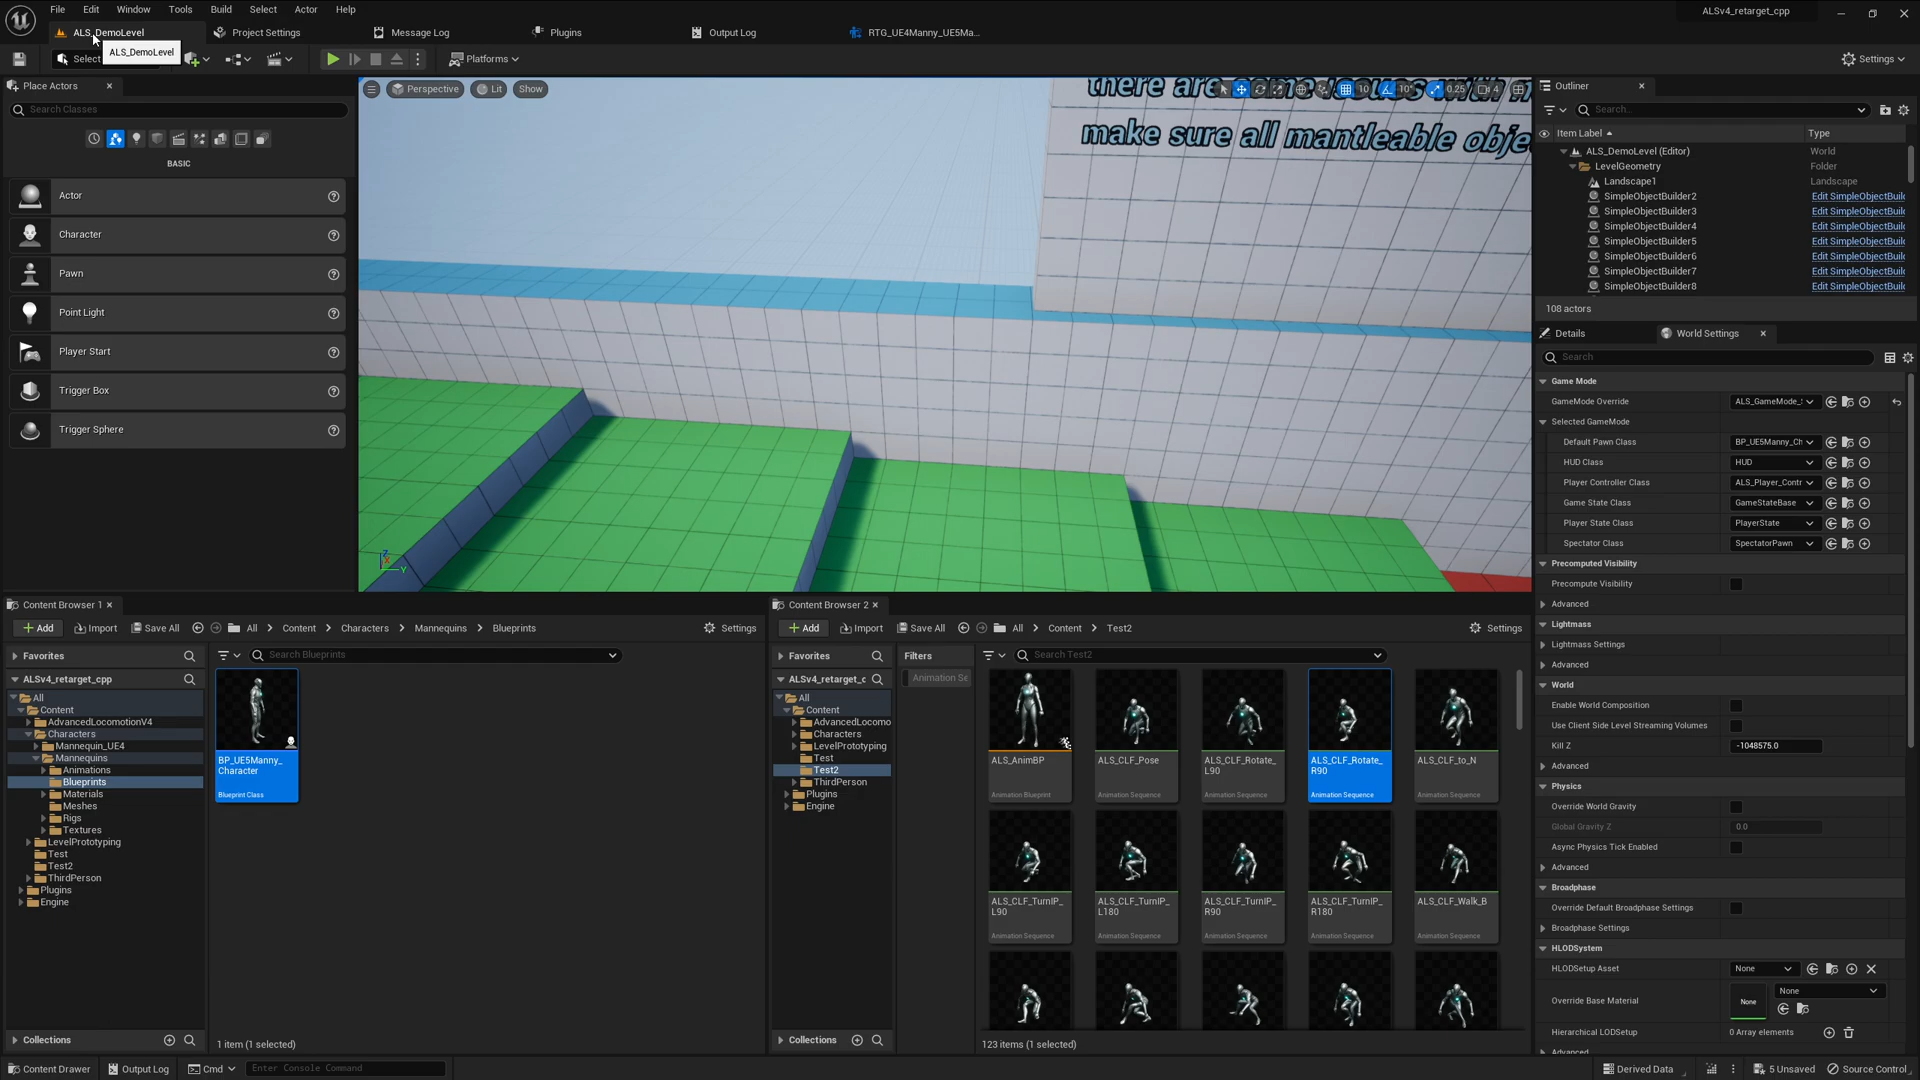 File Edit Window Tools Build Select Actor Help
ALSv4_retarget_cpp
ALS_DemoLevel
Project Settings
Message Log
Plugins
Output Log
RTG_UE4Manny_UE5Ma...
ALS_DemoLevel
Select
Platforms
Settings
Place Actors
Search Classes
BASIC
Actor
Character
Pawn
Point Light
Player Start
Trigger Box
Trigger Sphere
Perspective Lit Show
10 10° 0.25 4
there are some issues with
make sure all mantleable obje
Z
X
Y
Outliner
Search...
Item Label Type
ALS_DemoLevel (Editor) World
LevelGeometry Folder
Landscape1 Landscape
SimpleObjectBuilder2 Edit SimpleObjectBuil
SimpleObjectBuilder3 Edit SimpleObjectBuil
SimpleObjectBuilder4 Edit SimpleObjectBuil
SimpleObjectBuilder5 Edit SimpleObjectBuil
SimpleObjectBuilder6 Edit SimpleObjectBuil
SimpleObjectBuilder7 Edit SimpleObjectBuil
SimpleObjectBuilder8 Edit SimpleObjectBuil
108 actors
Details World Settings
Search
Game Mode
GameMode Override ALS_GameMode_
Selected GameMode
Default Pawn Class BP_UE5Manny_Ch
HUD Class HUD
Player Controller Class ALS_Player_Contr
Game State Class GameStateBase
Player State Class PlayerState
Spectator Class SpectatorPawn
Precomputed Visibility
Precompute Visibility
Advanced
Lightmass
Lightmass Settings
Advanced
World
Enable World Composition
Use Client Side Level Streaming Volumes
Kill Z -1048575.0
Advanced
Physics
Override World Gravity
Global Gravity Z 0.0
Async Physics Tick Enabled
Advanced
Broadphase
Override Default Broadphase Settings
Broadphase Settings
HLODSystem
HLODSetup Asset None
Override Base Material None None
Hierarchical LODSetup 0 Array elements
Advanced
Content Browser 1
Add Import Save All All Content Characters Mannequins Blueprints Settings
Favorites
Search Blueprints
ALSv4_retarget_cpp
All
Content
AdvancedLocomotionV4
Characters
Mannequin_UE4
Mannequins
Animations
Blueprints
Materials
Meshes
Rigs
Textures
LevelPrototyping
Test
Test2
ThirdPerson
Plugins
Engine
Collections
BP_UE5Manny_
Character
Blueprint Class
1 item (1 selected)
Content Browser 2
Add Import Save All All Content Test2 Settings
Favorites
Filters
Search Test2
ALSv4_retarget_c
Animation Se
All
Content
AdvancedLocomo
Characters
LevelPrototyping
Test
Test2
ThirdPerson
Plugins
Engine
Collections
ALS_AnimBP
Animation Blueprint
ALS_CLF_Pose
Animation Sequence
ALS_CLF_Rotate_
L90
Animation Sequence
ALS_CLF_Rotate_
R90
Animation Sequence
ALS_CLF_to_N
Animation Sequence
ALS_CLF_TurnIP_
L90
Animation Sequence
ALS_CLF_TurnIP_
L180
Animation Sequence
ALS_CLF_TurnIP_
R90
Animation Sequence
ALS_CLF_TurnIP_
R180
Animation Sequence
ALS_CLF_Walk_B
Animation Sequence
123 items (1 selected)
Content Drawer Output Log Cmd Enter Console Command
Derived Data 5 Unsaved Source Control